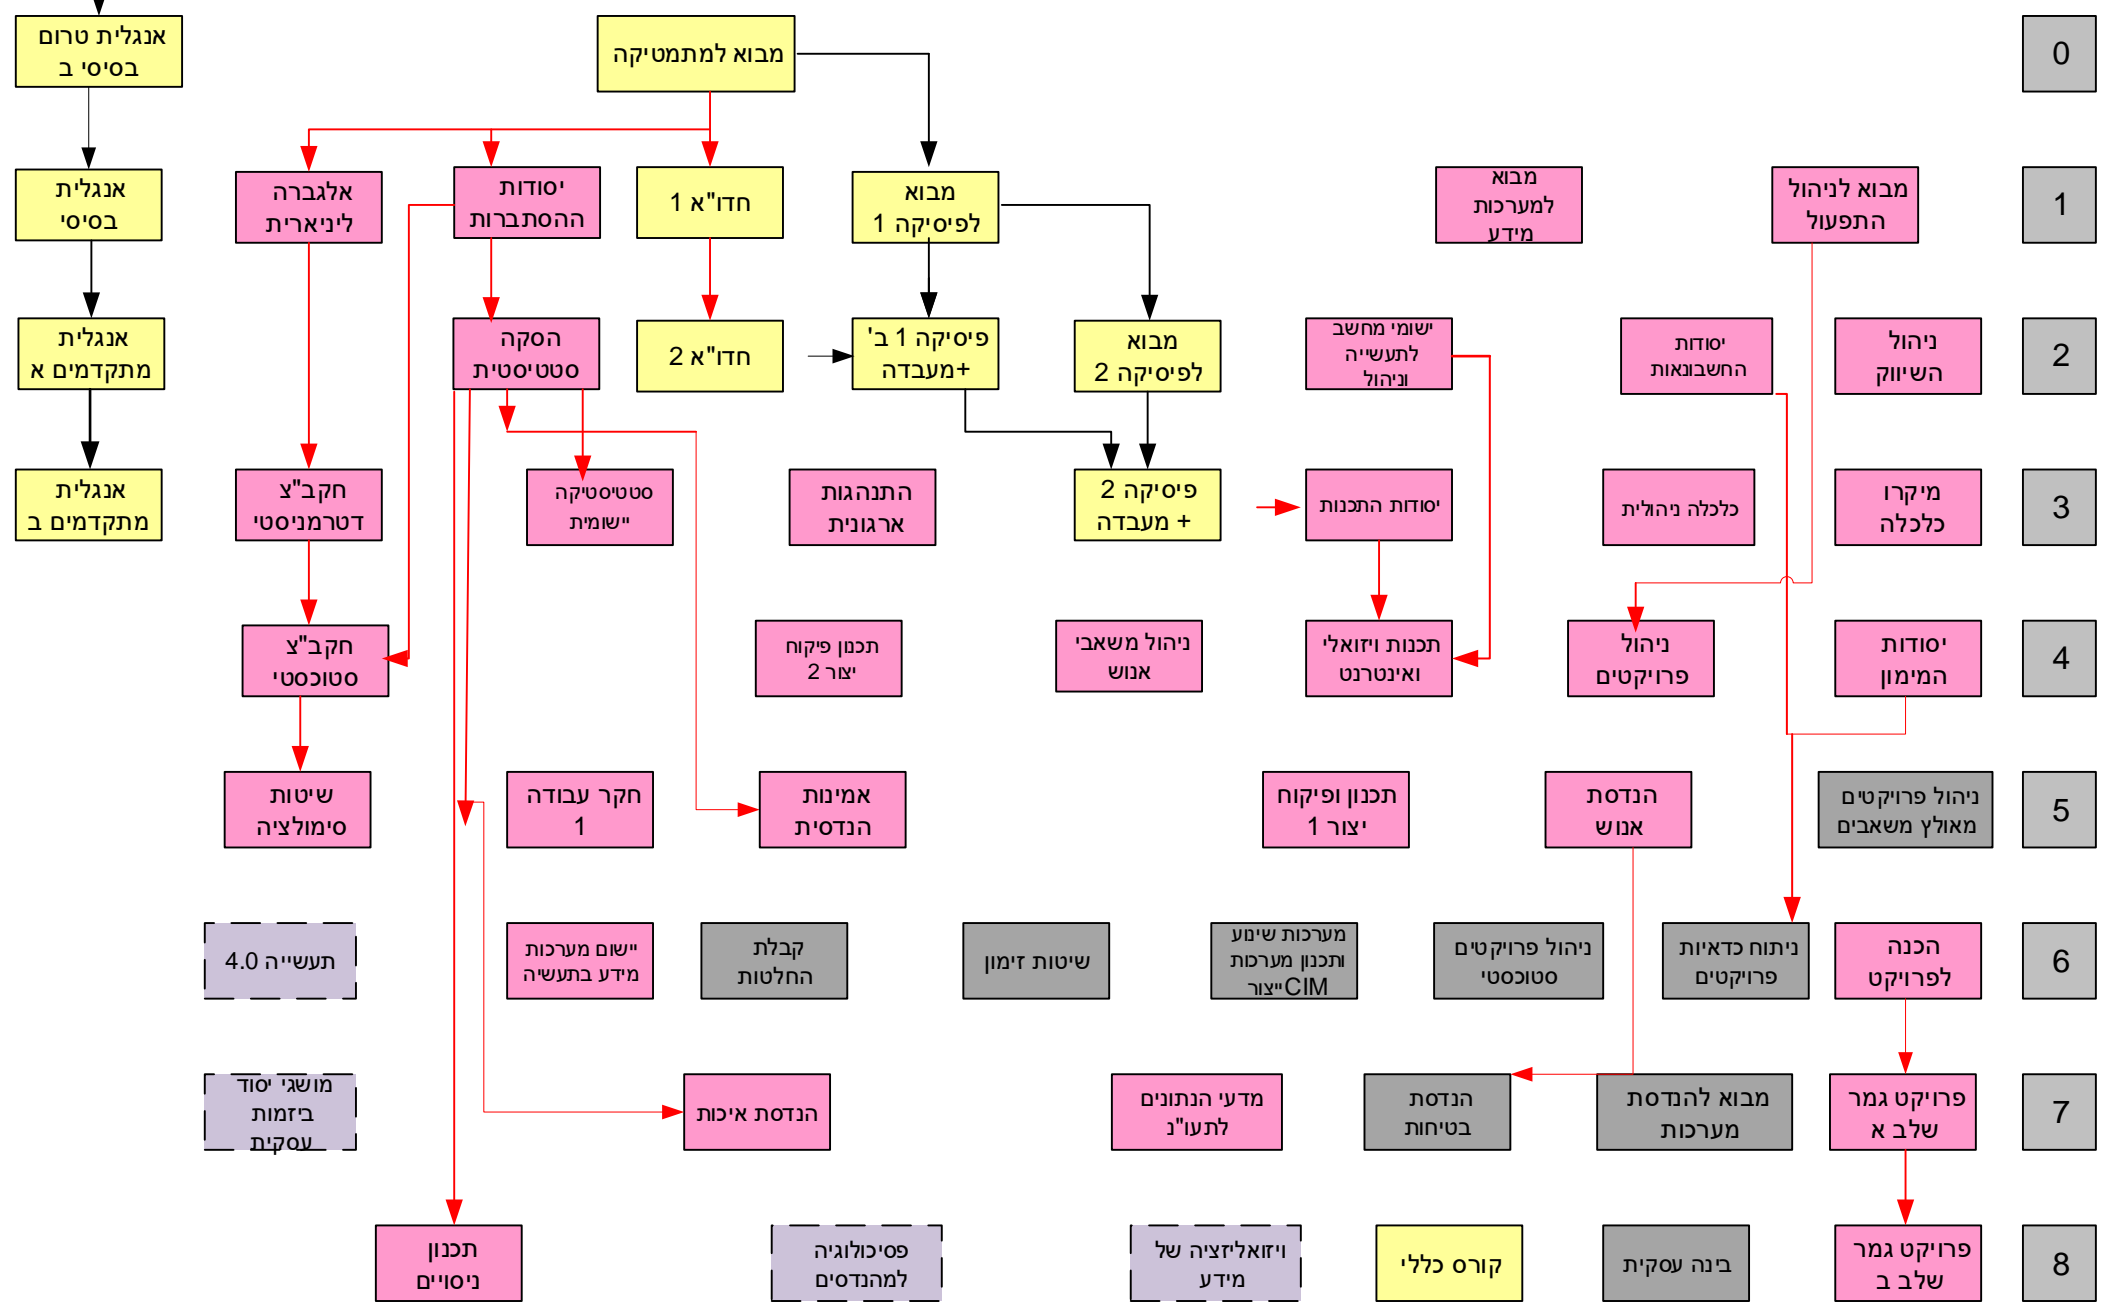 0
מבוא למתמטיקה
אנגלית טרום
בסיסי ב
1
מבוא לניהול
התפעול
מבוא
למערכות
מידע
מבוא
לפיסיקה 1
חדו"א 1
יסודות
ההסתברות
אלגברה
ליניארית
אנגלית
בסיסי
2
ניהול
השיווק
יסודות
החשבונאות
ישומי מחשב
לתעשייה
וניהול
מבוא
לפיסיקה 2
פיסיקה 1 ב'
+מעבדה
חדו"א 2
הסקה
סטטיסטית
אנגלית
מתקדמים א
3
מיקרו
כלכלה
כלכלה ניהולית
יסודות התכנות
פיסיקה 2
+ מעבדה
התנהגות
ארגונית
סטטיסטיקה
יישומית
חקב"צ
דטרמניסטי
אנגלית
מתקדמים ב
4
יסודות
המימון
ניהול
פרויקטים
תכנות ויזואלי
ואינטרנט
ניהול משאבי
אנוש
תכנון פיקוח
יצור 2
חקב"צ
סטוכסטי
5
ניהול פרויקטים
מאולץ משאבים
הנדסת
אנוש
תכנון ופיקוח
יצור 1
אמינות
הנדסית
חקר עבודה
1
שיטות
סימולציה
6
הכנה
לפרויקט
ניתוח כדאיות
פרויקטים
ניהול פרויקטים
סטוכסטי
מערכות שינוע
ותכנון מערכות
ייצורCIM
שיטות זימון
קבלת
החלטות
יישום מערכות
מידע בתעשיה
תעשייה 4.0
7
פרויקט גמר
שלב א
מבוא להנדסת
מערכות
הנדסת
בטיחות
מדעי הנתונים
לתעו"נ
הנדסת איכות
מושגי יסוד
ביזמות
עסקית
8
פרויקט גמר
שלב ב
בינה עסקית
קורס כללי
ויזואליזציה של
מידע
פסיכולוגיה
למהנדסים
תכנון
ניסויים